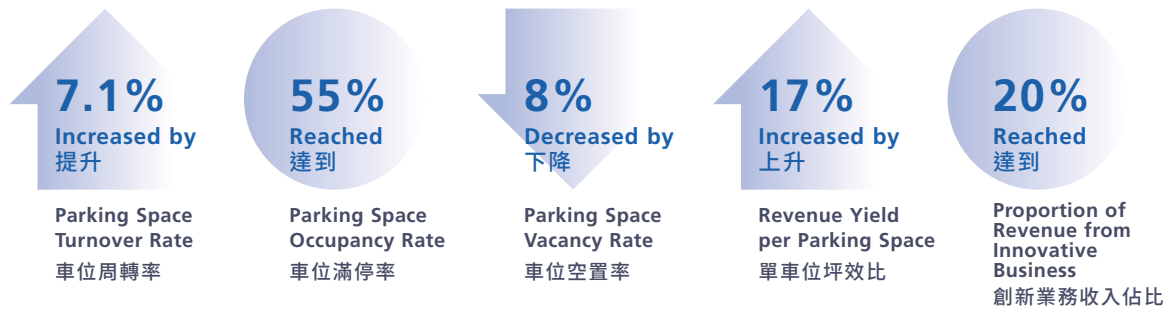 7.1%
Increased by
提升
Parking Space
Turnover Rate
車位周轉率
55%
Reached
達到
Parking Space
Occupancy Rate
車位滿停率
8%
Decreased by
下降
Parking Space
Vacancy Rate
車位空置率
17%
Increased by
上升
Revenue Yield
per Parking Space
單車位坪效比
20%
Reached
達到
Proportion of
Revenue from
Innovative
Business
創新業務收入佔比